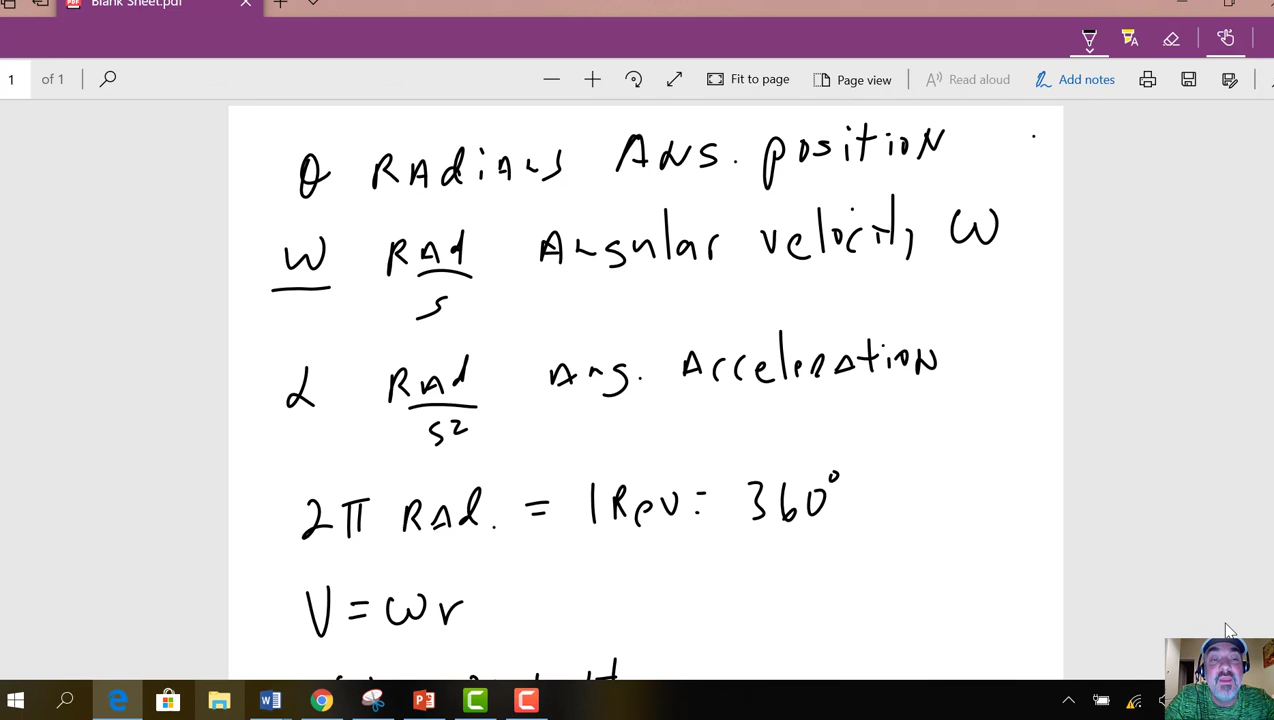 Blank Sheet.pdf
1 of 1 Fit to page Page view Read aloud Add notes
θ RADians Ang. position
ω RAd/s Angular velocity ω
α RAd/s² Ang. Acceleration
2π RAd. = 1 Rev = 360°
V = ωr